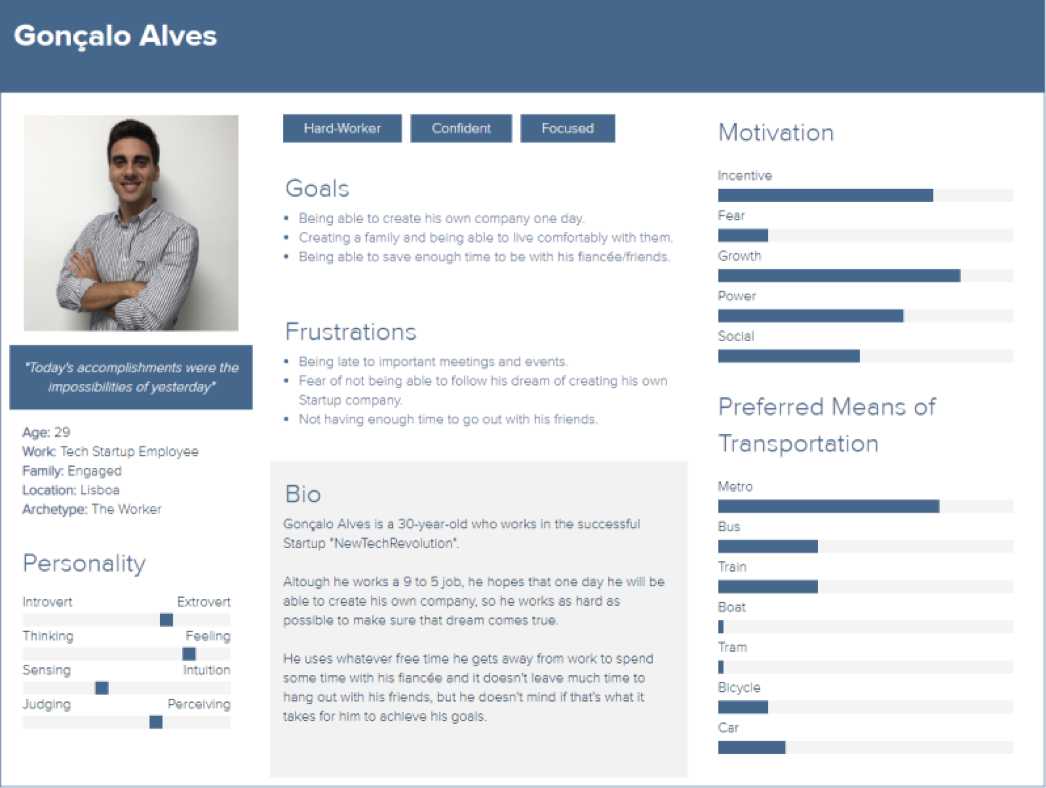 Gonçalo Alves
"Today's accomplishments were the
impossibilities of yesterday"
Age: 29
Work: Tech Startup Employee
Family: Engaged
Location: Lisboa
Archetype: The Worker
Personality
Introvert Extrovert
Thinking Feeling
Sensing Intuition
Judging Perceiving
Hard-Worker Confident Focused
Goals
• Being able to create his own company one day.
• Creating a family and being able to live comfortably with them.
• Being able to save enough time to be with his fiancée/friends.
Frustrations
• Being late to important meetings and events.
• Fear of not being able to follow his dream of creating his own
Startup company.
• Not having enough time to go out with his friends.
Bio
Gonçalo Alves is a 30-year-old who works in the successful
Startup "NewTechRevolution".
Altough he works a 9 to 5 job, he hopes that one day he will be
able to create his own company, so he works as hard as
possible to make sure that dream comes true.
He uses whatever free time he gets away from work to spend
some time with his fiancée and it doesn't leave much time to
hang out with his friends, but he doesn't mind if that's what it
takes for him to achieve his goals.
Motivation
Incentive
Fear
Growth
Power
Social
Preferred Means of
Transportation
Metro
Bus
Train
Boat
Tram
Bicycle
Car